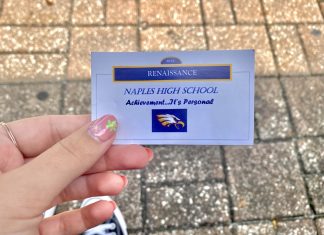 RENAISSANCE
NAPLES HIGH SCHOOL
Achievement...It's Personal